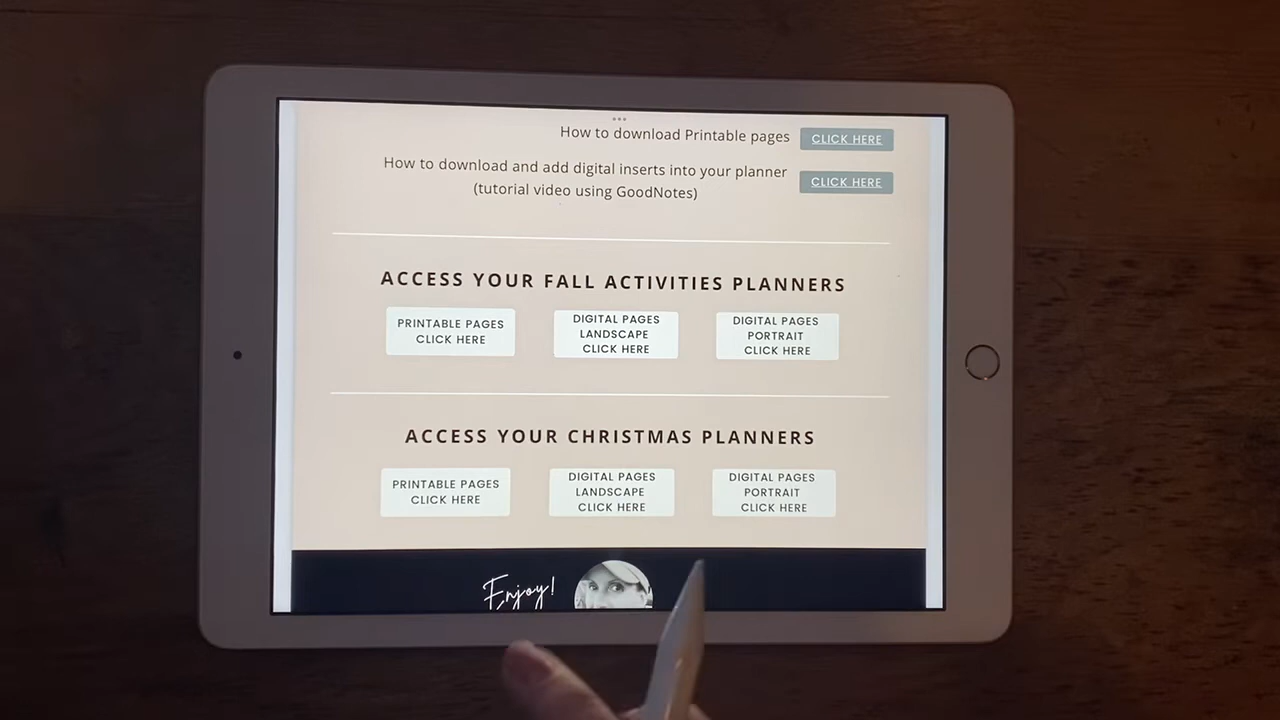 How to download Printable pages CLICK HERE
How to download and add digital inserts into your planner
(tutorial video using GoodNotes)
CLICK HERE
ACCESS YOUR FALL ACTIVITIES PLANNERS
PRINTABLE PAGES
CLICK HERE
DIGITAL PAGES
LANDSCAPE
CLICK HERE
DIGITAL PAGES
PORTRAIT
CLICK HERE
ACCESS YOUR CHRISTMAS PLANNERS
PRINTABLE PAGES
CLICK HERE
DIGITAL PAGES
LANDSCAPE
CLICK HERE
DIGITAL PAGES
PORTRAIT
CLICK HERE
Enjoy!